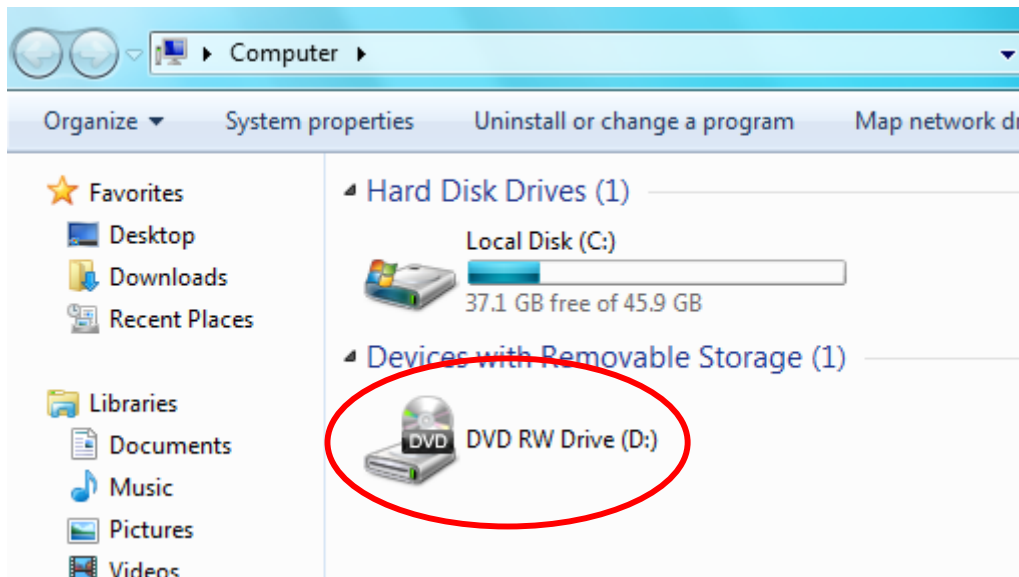 Computer
Organize
System properties
Uninstall or change a program
Map network
Favorites
Desktop
Downloads
Recent Places
Libraries
Documents
Music
Pictures
Videos
Hard Disk Drives (1)
Local Disk (C:)
37.1 GB free of 45.9 GB
Devices with Removable Storage (1)
DVD
DVD RW Drive (D:)